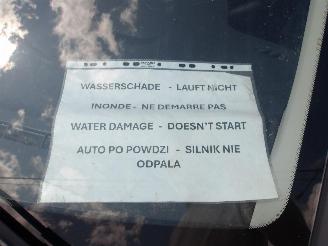 WASSERSCHADE - LAUFT NICHT
INONDE - NE DEMARRE PAS
WATER DAMAGE - DOESN'T START
AUTO PO POWDZI - SILNIK NIE
ODPALA